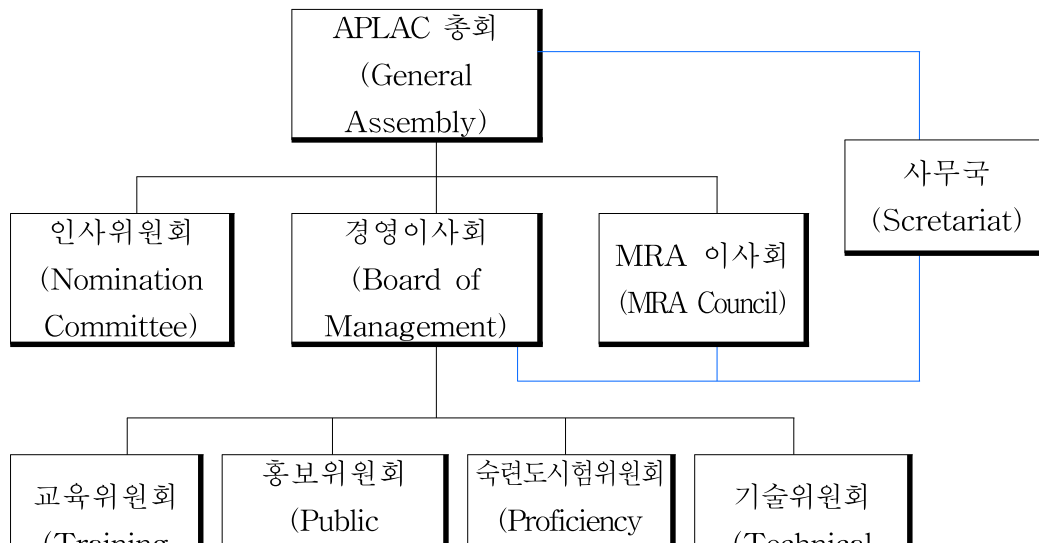 APLAC 총회
(General
Assembly)
사무국
(Scretariat)
인사위원회
(Nomination
Committee)
경영이사회
(Board of
Management)
MRA 이사회
(MRA Council)
교육위원회
(Training
홍보위원회
(Public
숙련도시험위원회
(Proficiency
기술위원회
(Technical